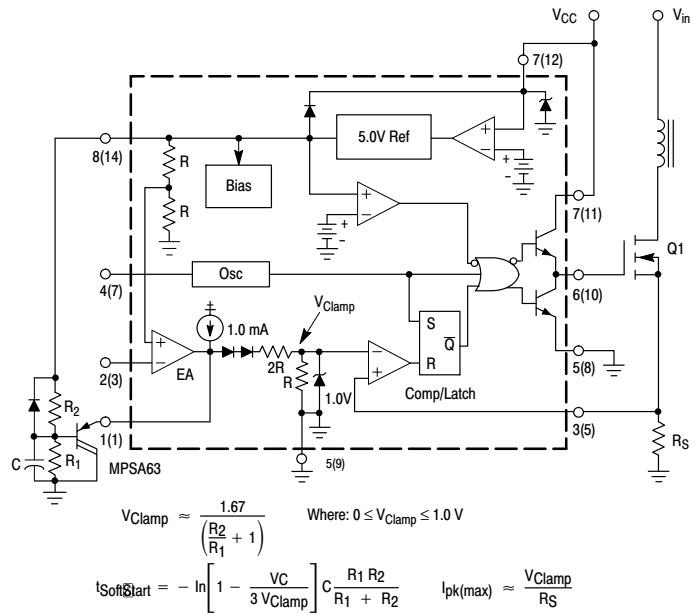 VCC
Vin
7(12)
8(14)
5.0V Ref
R
Bias
R
7(11)
Q1
4(7)
Osc
6(10)
VClamp
1.0 mA
S
Q̅
R
2R
R
1.0V
Comp/Latch
5(8)
2(3)
EA
R2
1(1)
C
R1
MPSA63
5(9)
3(5)
RS
VClamp ≈ 1.67 / (R2/R1 + 1) Where: 0 ≤ VClamp ≤ 1.0 V
tSoftStart = − ln[1 − VC / 3 VClamp] C R1 R2 / R1 + R2 Ipk(max) ≈ VClamp / RS